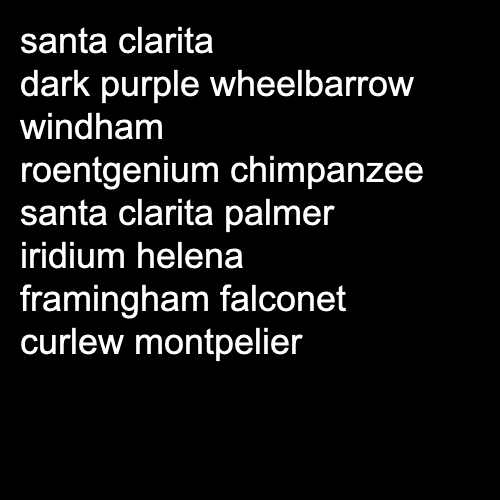 santa clarita
dark purple wheelbarrow
windham
roentgenium chimpanzee
santa clarita palmer
iridium helena
framingham falconet
curlew montpelier